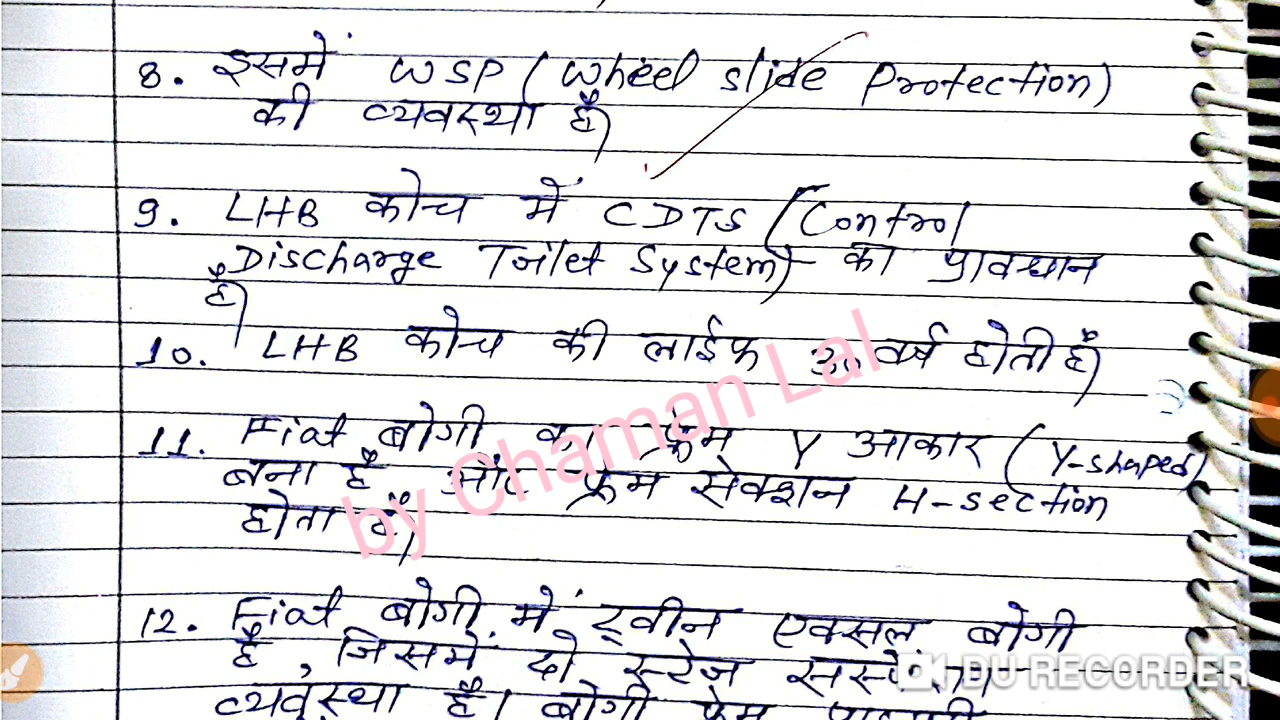 8. इसमें WSP (Wheel slide Protection)
की व्यवस्था है।
9. LHB कोच में CDTS (Control
Discharge Toilet System) का प्रावधान
है।
10. LHB कोच की लाईफ वर्ष होती है।
11. Fiat बोगी का फ्रेम Y आकार (Y-shaped)
बना है और फ्रेम सेक्शन H-section
होता है।
by Chaman Lal
12. Fiat बोगी में ट्वीन एक्सल बोगी
है, जिसमें दो स्टेज
DU RECORDER
व्यवस्था है। बोगी फ्रेम